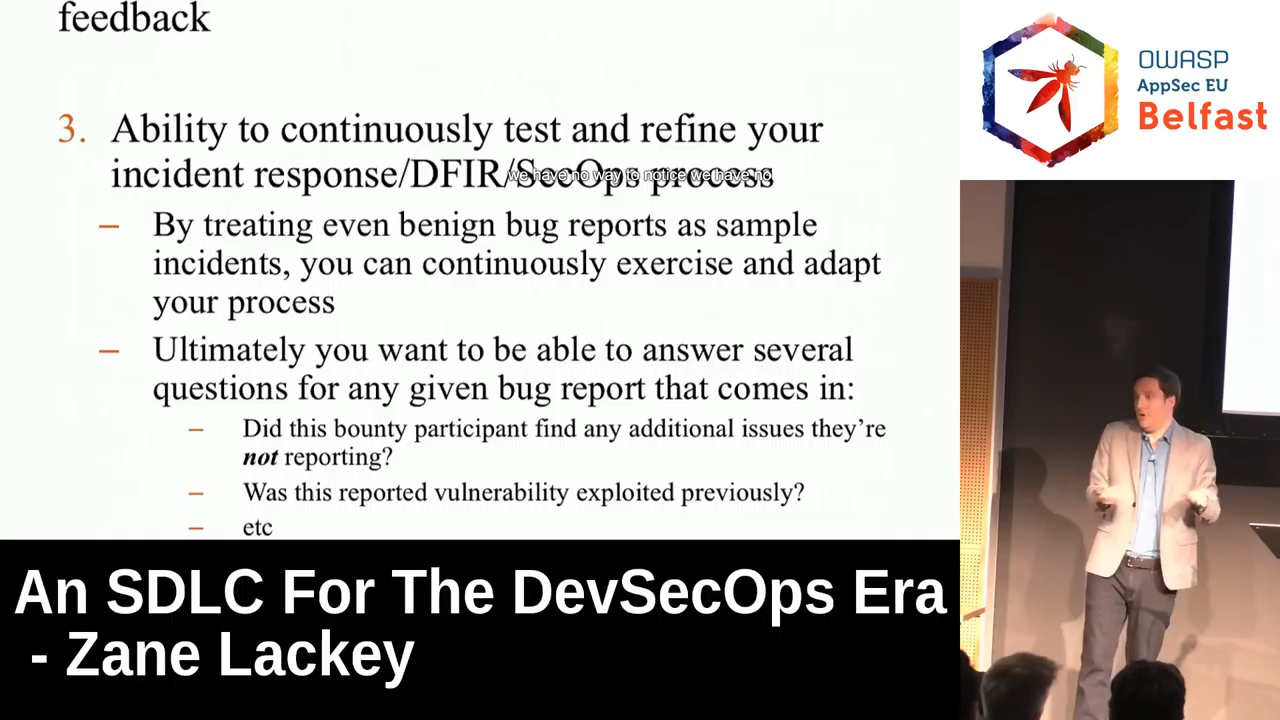 feedback
3. Ability to continuously test and refine your
incident response/DFIR/SecOps process
we have no way to notice we have no
– By treating even benign bug reports as sample
incidents, you can continuously exercise and adapt
your process
– Ultimately you want to be able to answer several
questions for any given bug report that comes in:
– Did this bounty participant find any additional issues they're
not reporting?
– Was this reported vulnerability exploited previously?
– etc
An SDLC For The DevSecOps Era
- Zane Lackey
OWASP
AppSec EU
Belfast